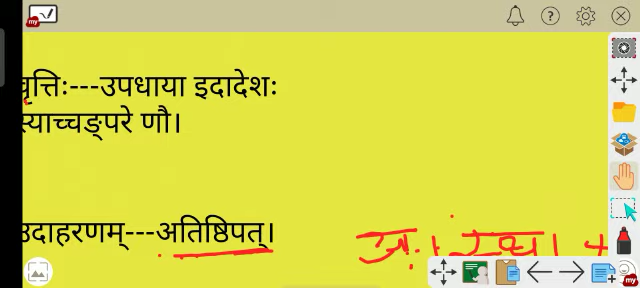 वृत्तिः---उपधाया इदादेशः
स्याच्चङ्परे णौ।
उदाहरणम्---अतिष्ठिपत्।